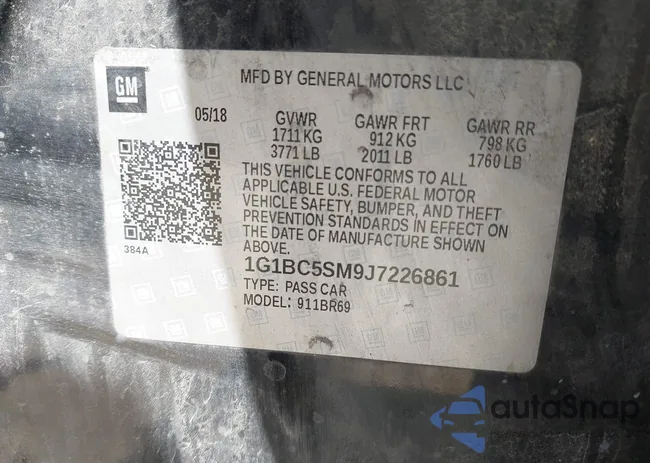 GM
MFD BY GENERAL MOTORS LLC
05/18
GVWR GAWR FRT GAWR RR
1711 KG 912 KG 798 KG
3771 LB 2011 LB 1760 LB
THIS VEHICLE CONFORMS TO ALL
APPLICABLE U.S. FEDERAL MOTOR
VEHICLE SAFETY, BUMPER, AND THEFT
PREVENTION STANDARDS IN EFFECT ON
THE DATE OF MANUFACTURE SHOWN
ABOVE.
384A
1G1BC5SM9J7226861
TYPE: PASS CAR
MODEL: 911BR69
autoSnap